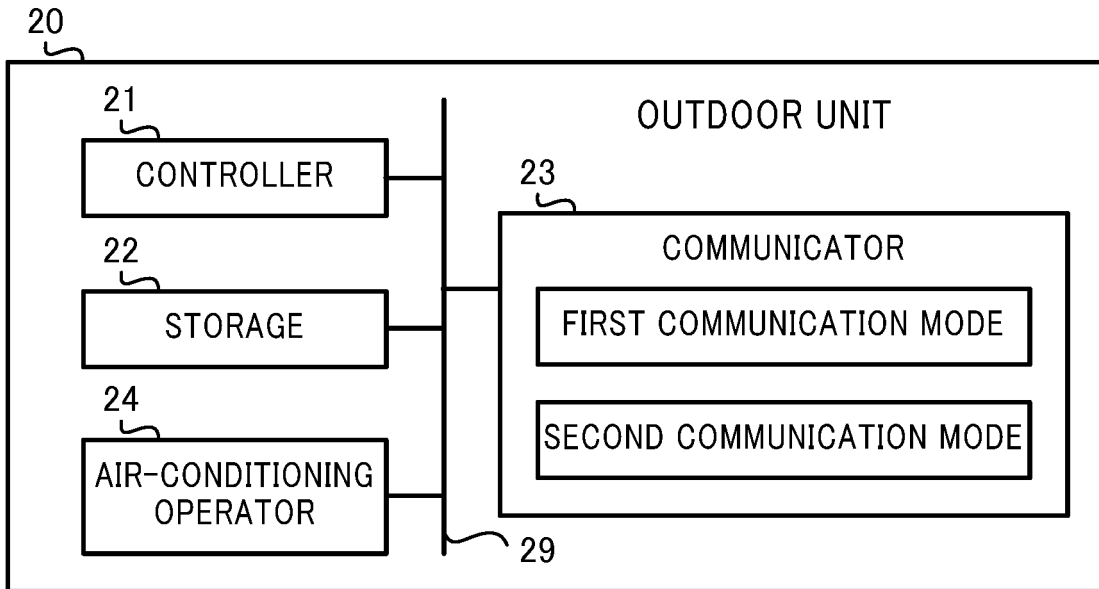 20
OUTDOOR UNIT
21
CONTROLLER
22
STORAGE
24
AIR-CONDITIONING
OPERATOR
23
COMMUNICATOR
FIRST COMMUNICATION MODE
SECOND COMMUNICATION MODE
29